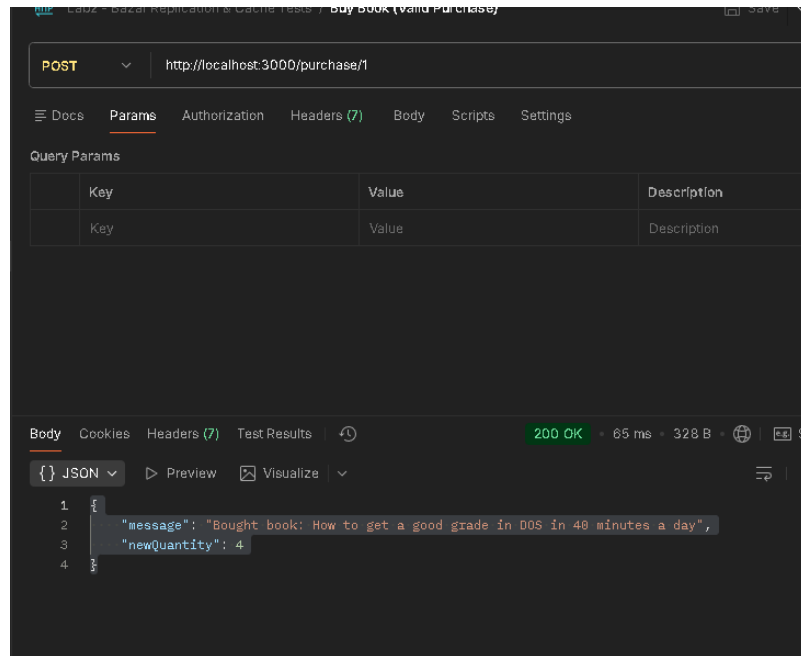 Lab2 - Bazar Replication & Cache Tests / Buy Book (Valid Purchase) Save
POST http://localhost:3000/purchase/1
Docs Params Authorization Headers (7) Body Scripts Settings
Query Params
Key Value Description
Key Value Description
Body Cookies Headers (7) Test Results 200 OK 65 ms 328 B e.g.
{} JSON Preview Visualize
1 {
2 "message": "Bought book: How to get a good grade in DOS in 40 minutes a day",
3 "newQuantity": 4
4 }